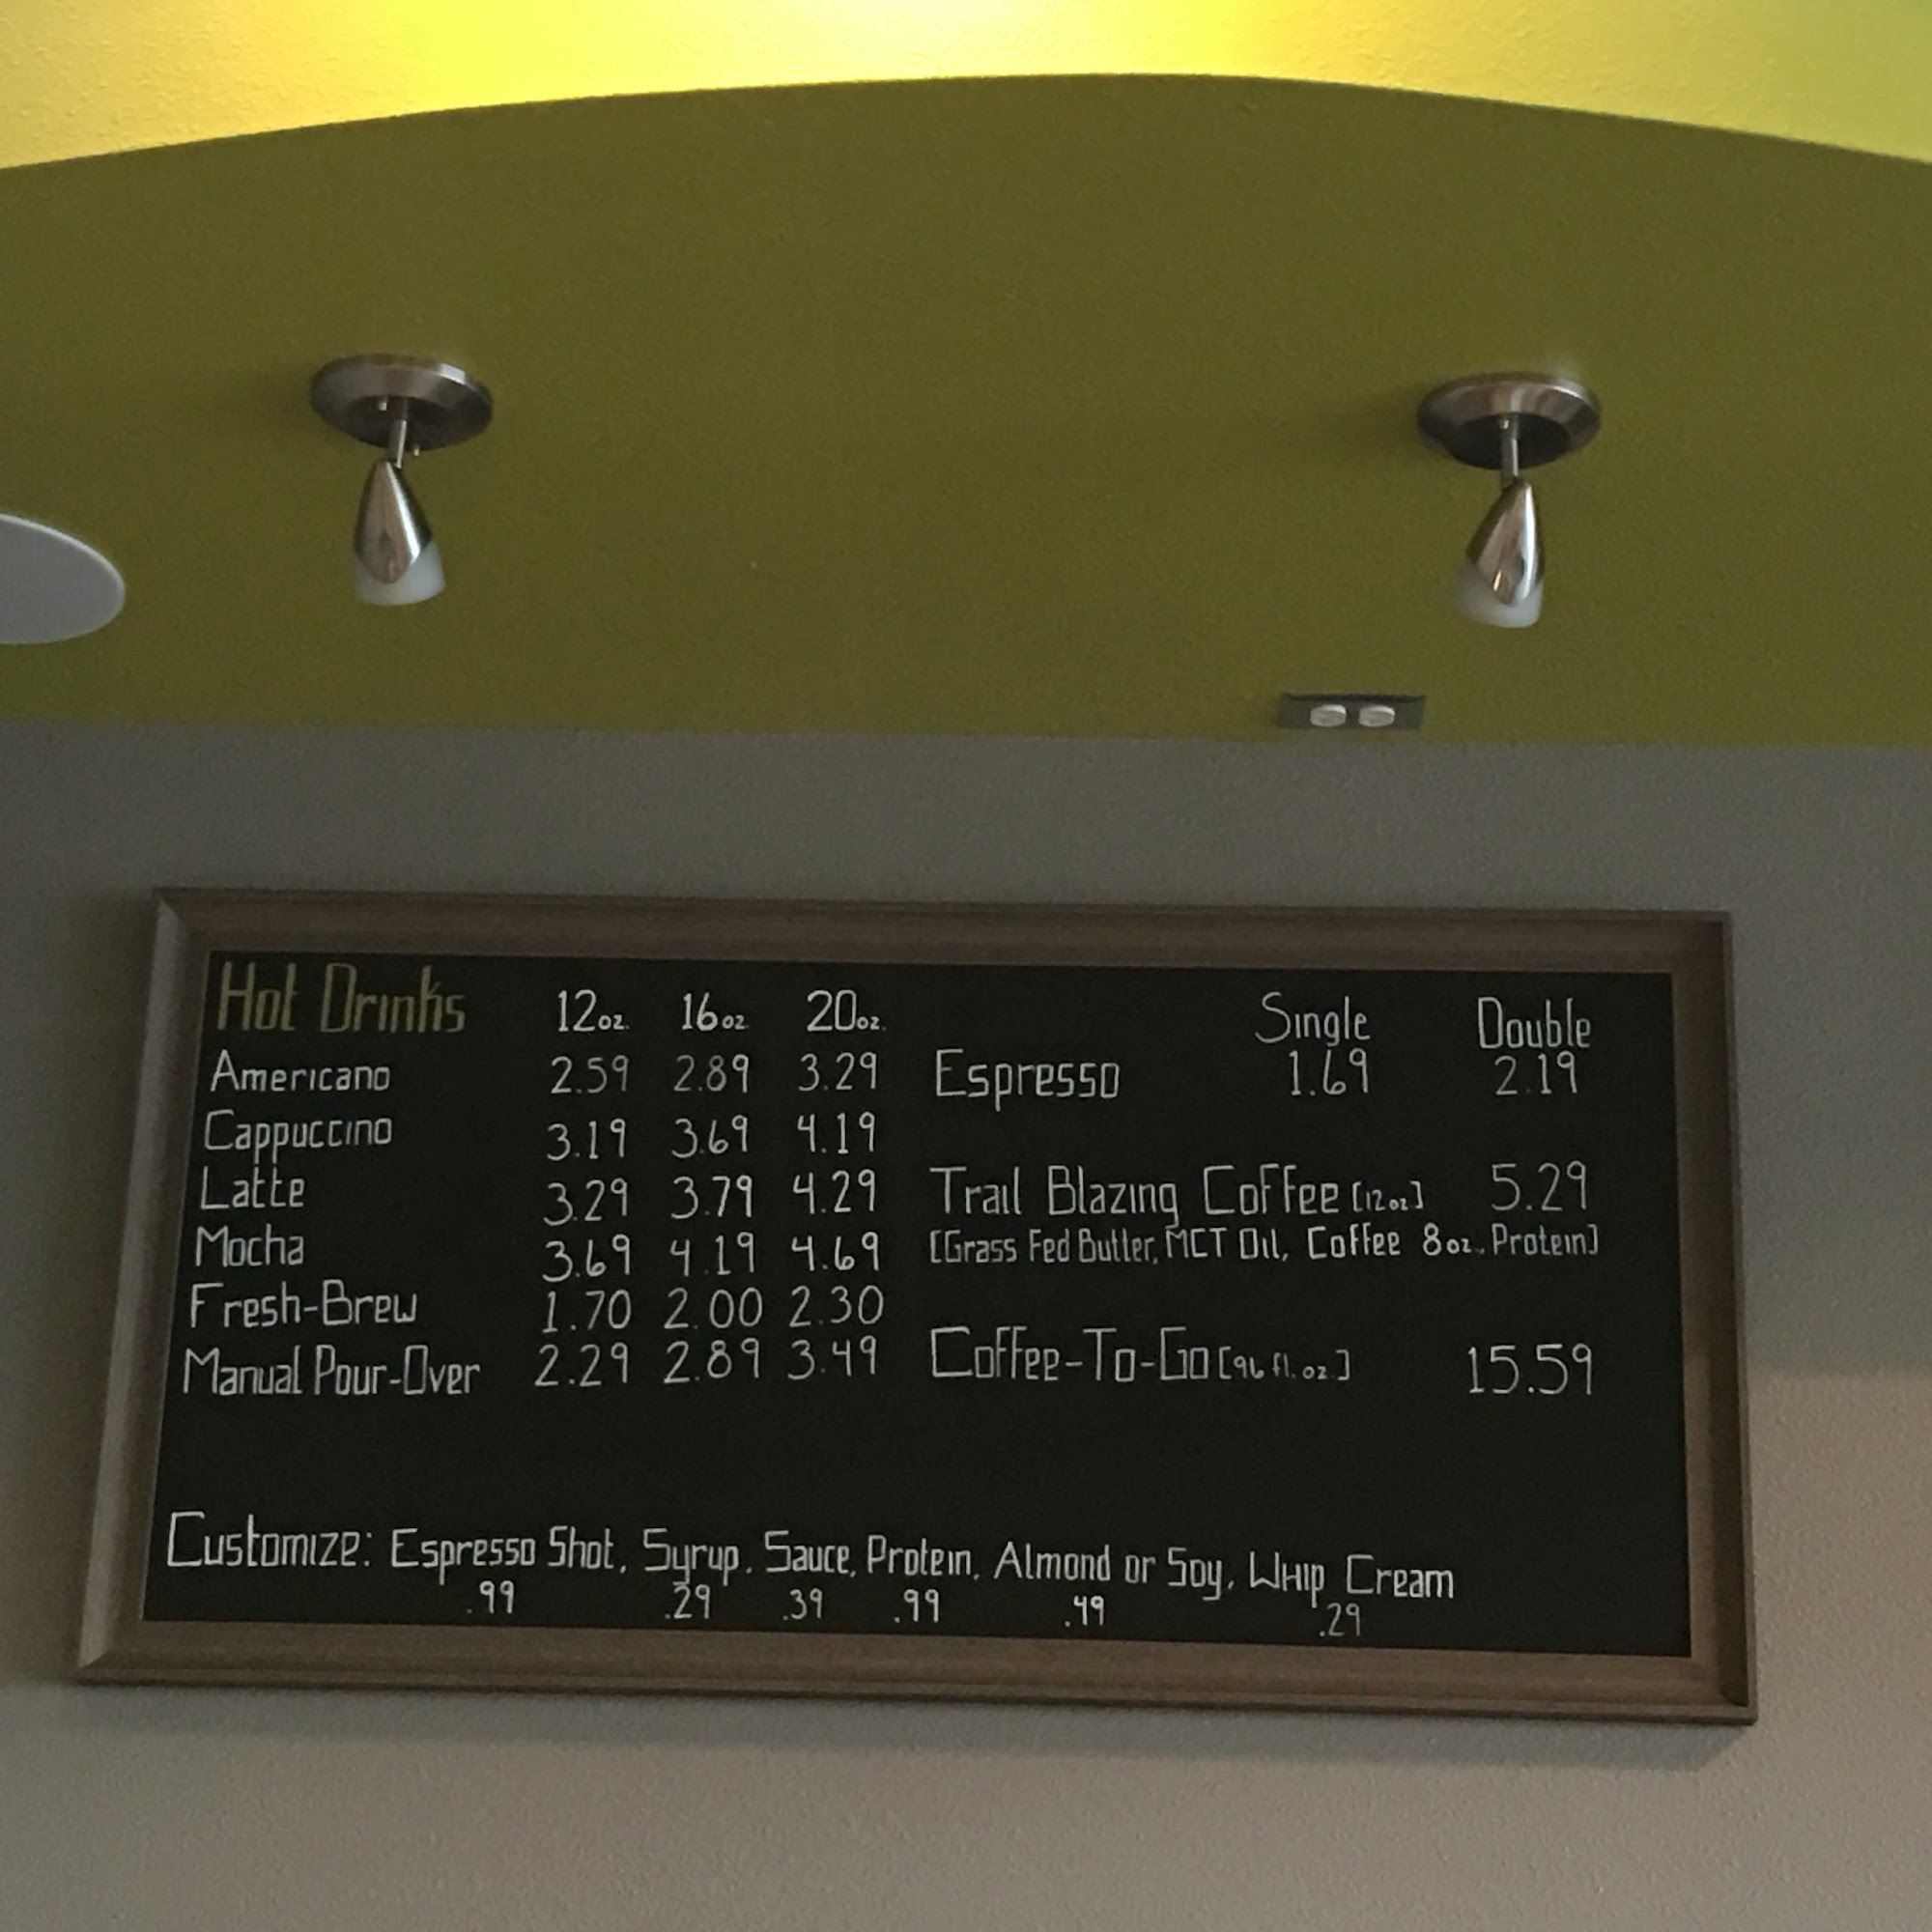 Hot Drinks 12oz. 16oz 20oz. Single Double
Americano 2.59 2.89 3.29 Espresso 1.69 2.19
Cappuccino 3.19 3.69 4.19
Latte 3.29 3.79 4.29 Trail Blazing Coffee [12oz.] 5.29
Mocha 3.69 4.19 4.69 [Grass Fed Butter, MCT Oil, Coffee 8oz., Protein]
Fresh-Brew 1.70 2.00 2.30
Manual Pour-Over 2.29 2.89 3.49 Coffee-To-Go [96 fl. oz.] 15.59
Customize: Espresso Shot, Syrup, Sauce, Protein, Almond or Soy, Whip Cream
.99 .29 .39 .99 .49 .29